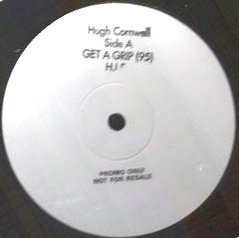 Hugh Cornwell
Side A
GET A GRIP (95)
PROMO ONLY
NOT FOR RESALE